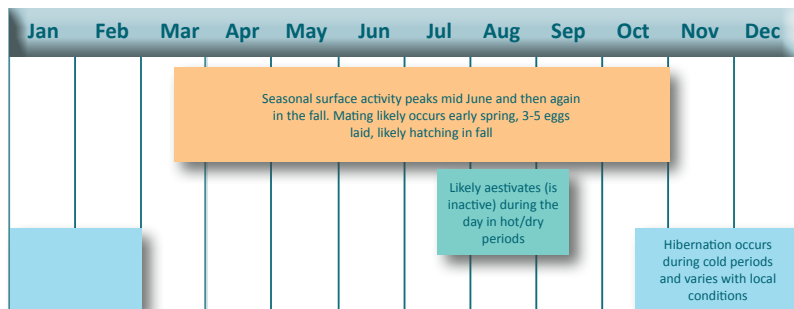 Jan Feb Mar Apr May Jun Jul Aug Sep Oct Nov Dec
Seasonal surface activity peaks mid June and then again
in the fall. Mating likely occurs early spring, 3-5 eggs
laid, likely hatching in fall
Likely aestivates (is
inactive) during the
day in hot/dry
periods
Hibernation occurs
during cold periods
and varies with local
conditions